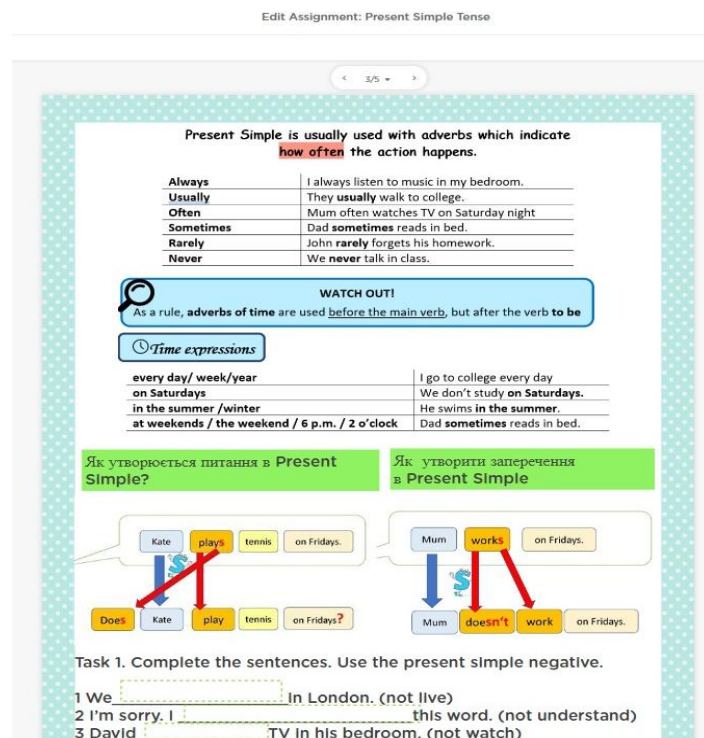 Edit Assignment: Present Simple Tense
3/5
Present Simple is usually used with adverbs which indicate
how often the action happens.
Always I always listen to music in my bedroom.
Usually They usually walk to college.
Often Mum often watches TV on Saturday night
Sometimes Dad sometimes reads in bed.
Rarely John rarely forgets his homework.
Never We never talk in class.
WATCH OUT!
As a rule, adverbs of time are used before the main verb, but after the verb to be
Time expressions
every day/ week/year I go to college every day
on Saturdays We don't study on Saturdays.
in the summer /winter He swims in the summer.
at weekends / the weekend / 6 p.m. / 2 o'clock Dad sometimes reads in bed.
Як утворюється питання в Present
Simple?
Як утворити заперечення
в Present Simple
Kate plays tennis on Fridays.
S
Does Kate play tennis on Fridays?
Mum works on Fridays.
S
Mum doesn't work on Fridays.
Task 1. Complete the sentences. Use the present simple negative.
1 We in London. (not live)
2 I'm sorry. I this word. (not understand)
3 David TV in his bedroom. (not watch)